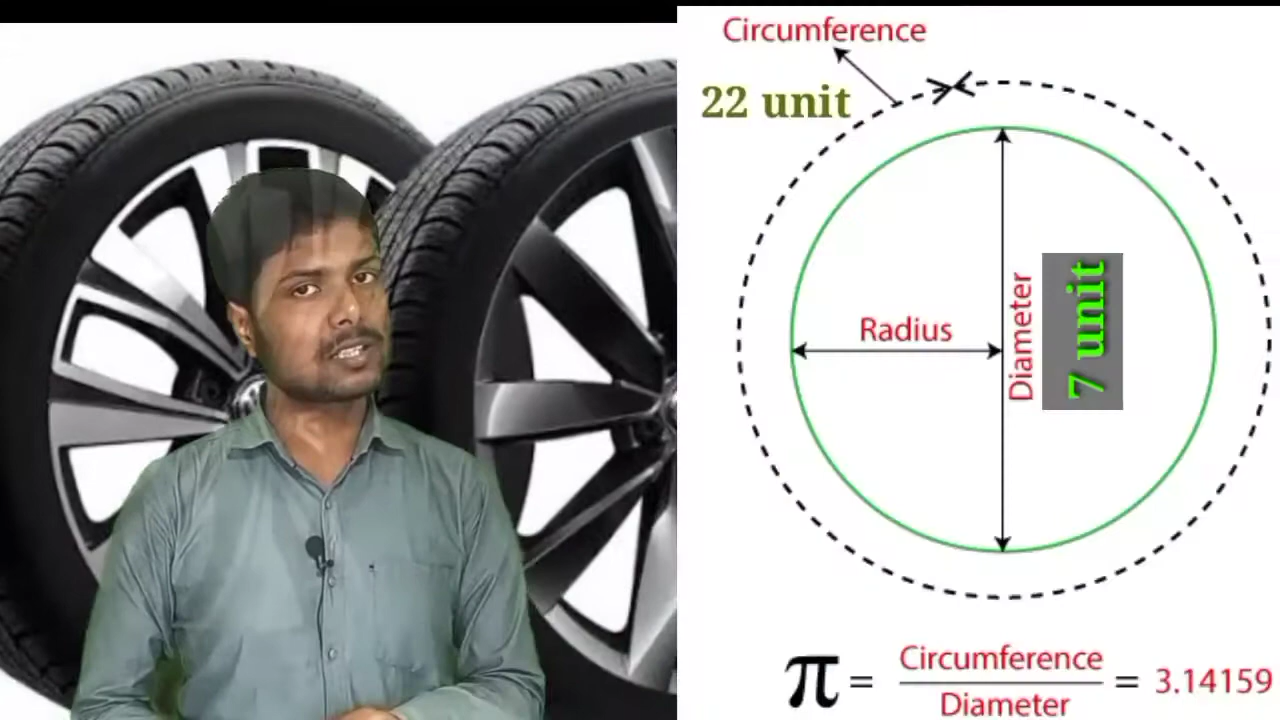 Circumference
22 unit
Radius
Diameter
7 unit
π = Circumference / Diameter = 3.14159